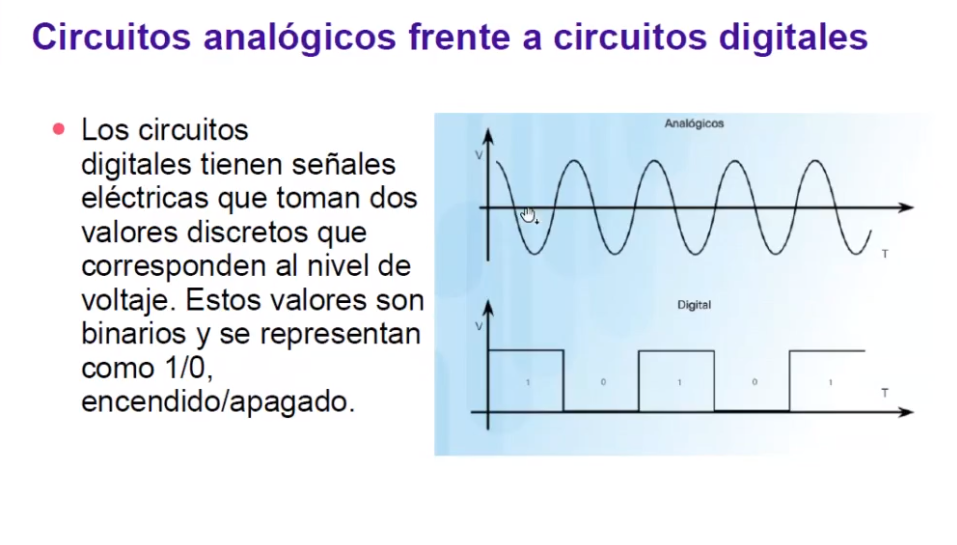 Circuitos analógicos frente a circuitos digitales
Los circuitos
digitales tienen señales
eléctricas que toman dos
valores discretos que
corresponden al nivel de
voltaje. Estos valores son
binarios y se representan
como 1/0,
encendido/apagado.
Analógicos
V
T
Digital
V
1 0 1 0 1
T